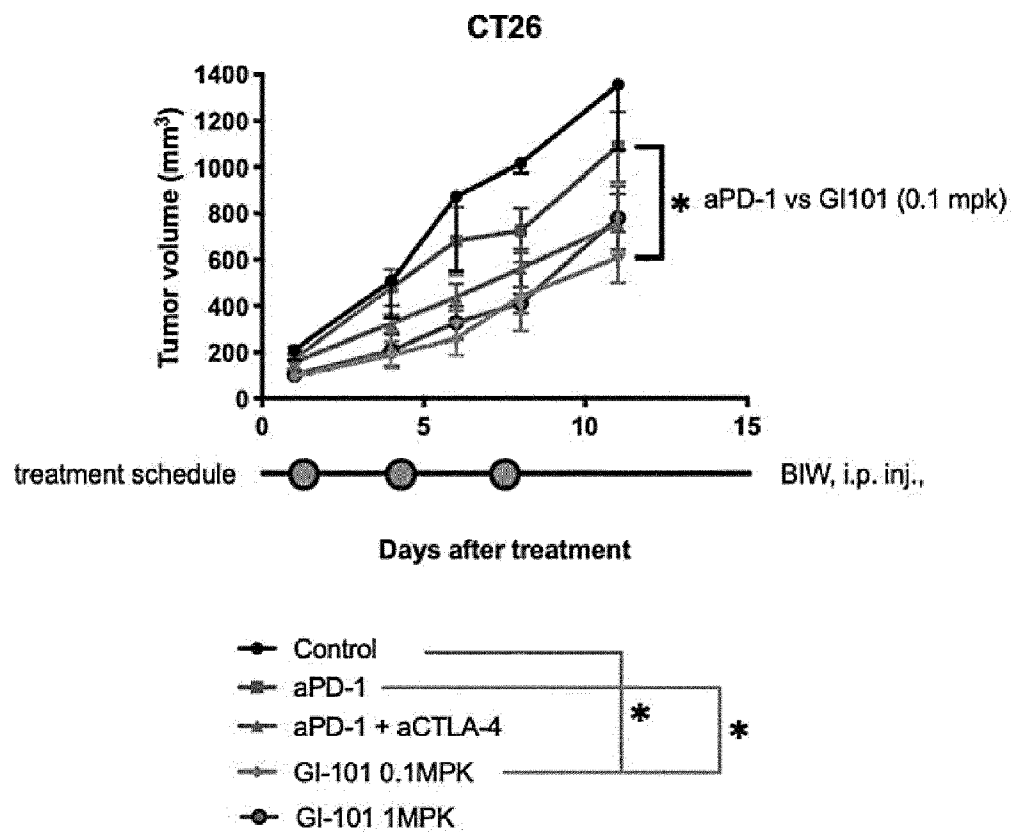 CT26
Tumor volume (mm³)
1400
1200
1000
800
600
400
200
0
0 5 10 15
* aPD-1 vs GI101 (0.1 mpk)
treatment schedule
BIW, i.p. inj.,
Days after treatment
Control
aPD-1
aPD-1 + aCTLA-4
GI-101 0.1MPK
GI-101 1MPK
* *